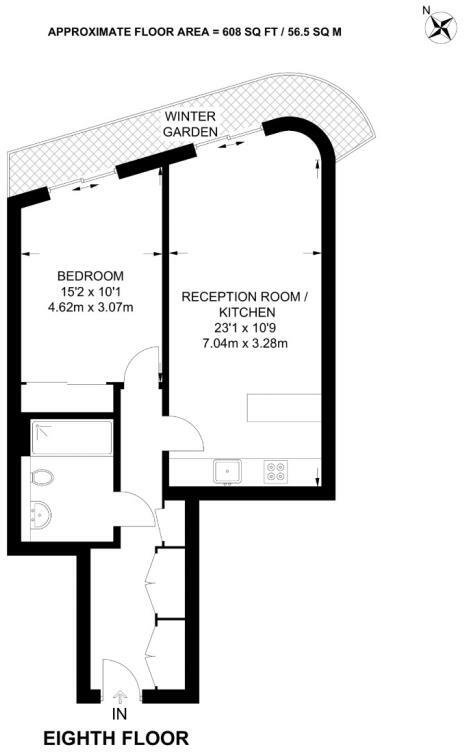 N
APPROXIMATE FLOOR AREA = 608 SQ FT / 56.5 SQ M
WINTER
GARDEN
BEDROOM
15'2 x 10'1
4.62m x 3.07m
RECEPTION ROOM /
KITCHEN
23'1 x 10'9
7.04m x 3.28m
IN
EIGHTH FLOOR